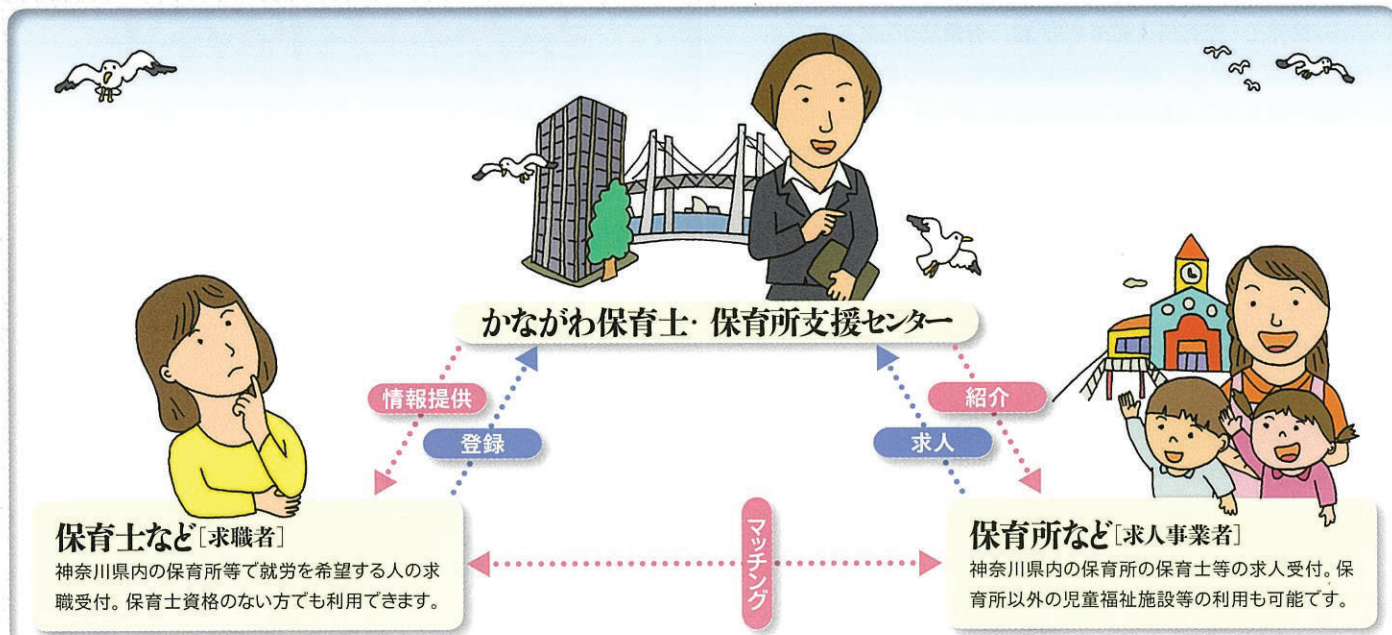 かながわ保育士・保育所支援センター
情報提供
登録
紹介
求人
マッチング
保育士など[求職者]
神奈川県内の保育所等で就労を希望する人の求
職受付。保育士資格のない方でも利用できます。
保育所など[求人事業者]
神奈川県内の保育所の保育士等の求人受付。保
育所以外の児童福祉施設等の利用も可能です。